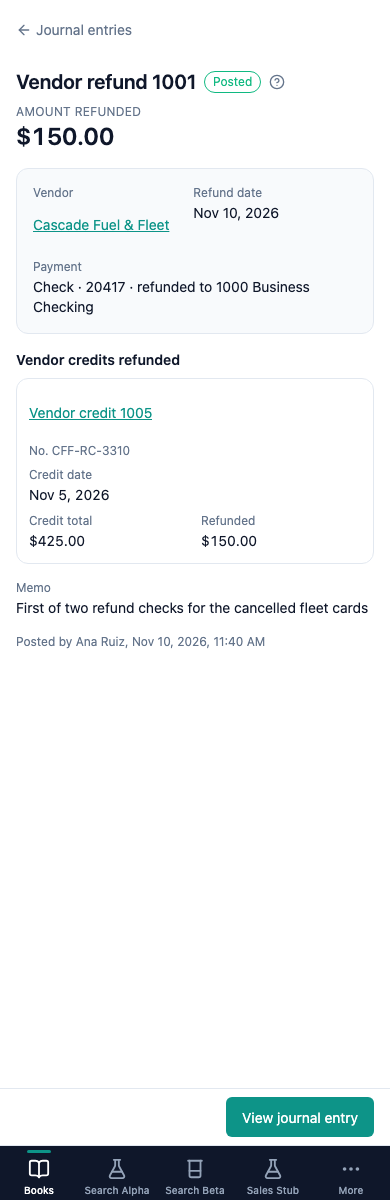 Journal entries
Vendor refund 1001 Posted
AMOUNT REFUNDED
$150.00
Vendor
Cascade Fuel & Fleet
Refund date
Nov 10, 2026
Payment
Check · 20417 · refunded to 1000 Business
Checking
Vendor credits refunded
Vendor credit 1005
No. CFF-RC-3310
Credit date
Nov 5, 2026
Credit total
$425.00
Refunded
$150.00
Memo
First of two refund checks for the cancelled fleet cards
Posted by Ana Ruiz, Nov 10, 2026, 11:40 AM
View journal entry
Books
Search Alpha
Search Beta
Sales Stub
More